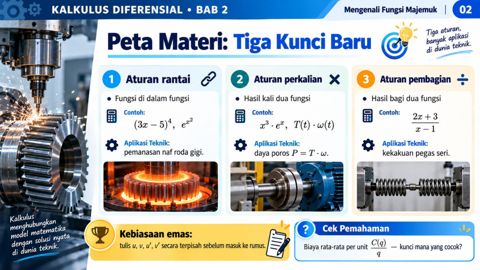 KALKULUS DIFERENSIAL • BAB 2
Mengenali Fungsi Majemuk
02
Peta Materi: Tiga Kunci Baru
Tiga aturan,
banyak aplikasi
di dunia teknik.
1 Aturan rantai
• Fungsi di dalam fungsi
Contoh:
(3x − 5)⁴, eˣ²
Aplikasi Teknik:
pemanasan naf roda gigi.
2 Aturan perkalian
• Hasil kali dua fungsi
Contoh:
x³ · eˣ, T(t) · ω(t)
Aplikasi Teknik:
daya poros P = T · ω.
3 Aturan pembagian
• Hasil bagi dua fungsi
Contoh:
2x + 3
x − 1
Aplikasi Teknik:
kekakuan pegas seri.
Kalkulus
menghubungkan
model matematika
dengan solusi nyata
di dunia teknik.
Kebiasaan emas:
tulis u, v, u′, v′ secara terpisah sebelum masuk ke rumus.
? Cek Pemahaman
Biaya rata-rata per unit C(q)/q — kunci mana yang cocok?